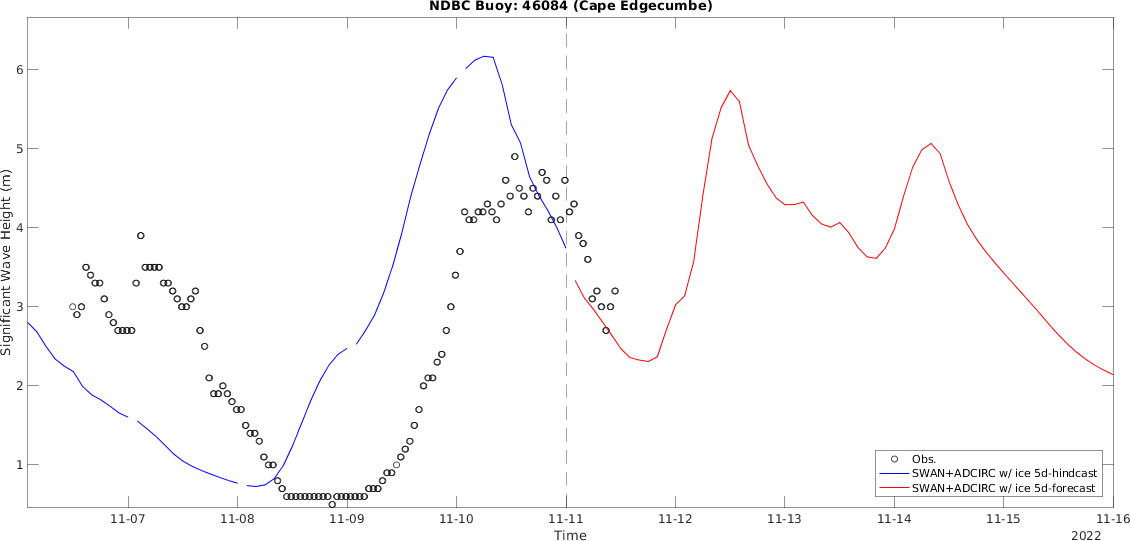 NDBC Buoy: 46084 (Cape Edgecumbe)
Significant Wave Height (m)
6
5
4
3
2
1
Obs.
SWAN+ADCIRC w/ ice 5d-hindcast
SWAN+ADCIRC w/ ice 5d-forecast
11-07 11-08 11-09 11-10 11-11 11-12 11-13 11-14 11-15 11-16
Time
2022